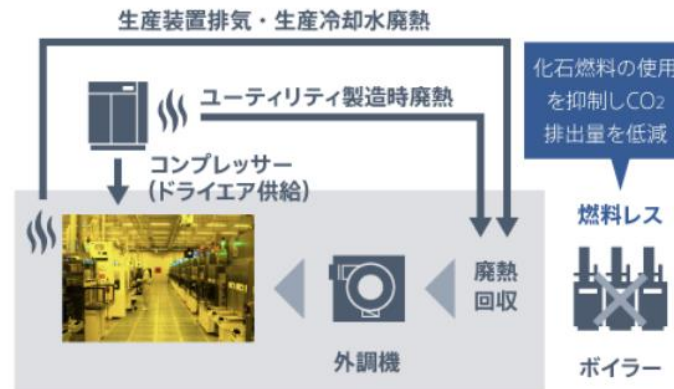 生産装置排気・生産冷却水廃熱
ユーティリティ製造時廃熱
コンプレッサー
(ドライエア供給)
化石燃料の使用
を抑制しCO₂
排出量を低減
燃料レス
廃熱
回収
外調機
ボイラー